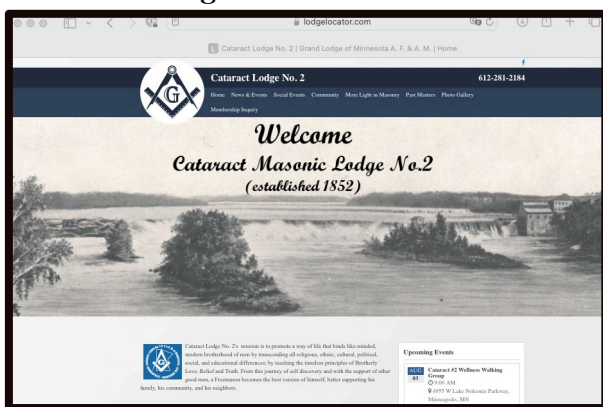 lodgelocator.com
Cataract Lodge No. 2 | Grand Lodge of Minnesota A. F. & A. M. | Home
Cataract Lodge No. 2
612-281-2184
Home News & Events Social Events Community More Light in Masonry Past Masters Photo Gallery
Membership Inquiry
G
Welcome
Cataract Masonic Lodge No.2
(established 1852)
Cataract Lodge No. 2's mission is to promote a way of life that binds like-minded,
modern brotherhood of men by transcending all religious, ethnic, cultural, political,
social, and educational differences; by teaching the timeless principles of Brotherly
Love, Relief and Truth. From this journey of self discovery and with the support of other
good men, a Freemason becomes the best version of himself, better supporting his
family, his community, and his neighbors.
Upcoming Events
AUG
03
Cataract #2 Wellness Walking
Group
9:00 AM
4955 W Lake Nokomis Parkway,
Minneapolis, MN